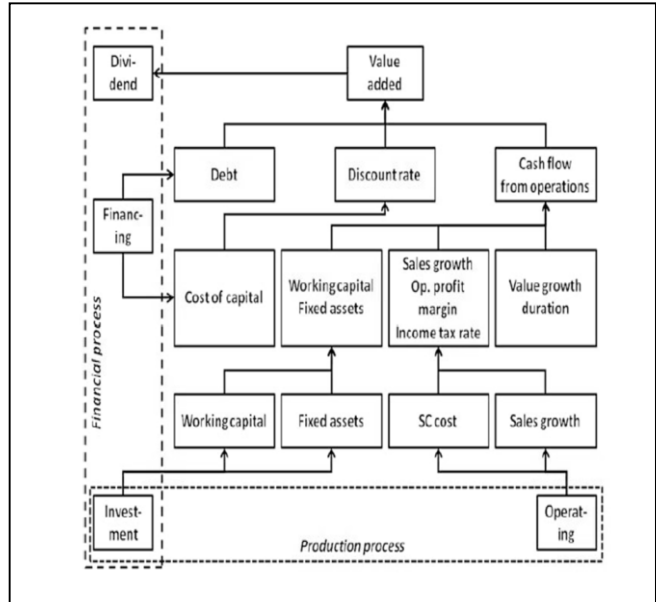 Divi-
dend
Value
added
Debt
Discount rate
Cash flow
from operations
Financ-
ing
Cost of capital
Working capital
Fixed assets
Sales growth
Op. profit
margin
Income tax rate
Value growth
duration
Financial process
Working capital
Fixed assets
SC cost
Sales growth
Invest-
ment
Production process
Operat-
ing